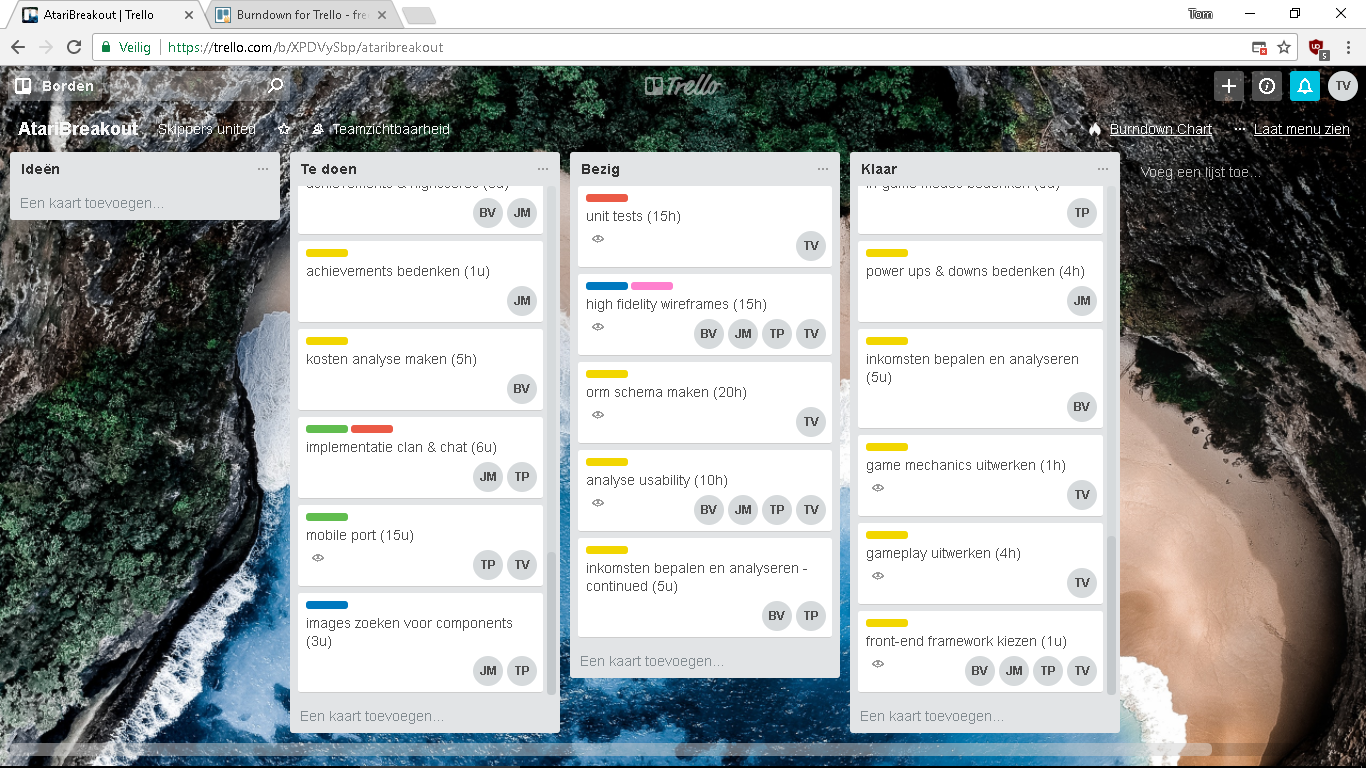 AtariBreakout | Trello
Burndown for Trello - fre
Tom
Veilig
https://trello.com/b/XPDVySbp/ataribreakout
5
Borden
Trello
TV
AtariBreakout
Skippers united
Teamzichtbaarheid
Burndown Chart
... Laat menu zien
Ideën
...
Een kaart toevoegen...
Te doen
...
BV JM
achievements bedenken (1u)
JM
kosten analyse maken (5h)
BV
implementatie clan & chat (6u)
JM TP
mobile port (15u)
TP TV
images zoeken voor components
(3u)
JM TP
Een kaart toevoegen...
Bezig
...
unit tests (15h)
TV
high fidelity wireframes (15h)
BV JM TP TV
orm schema maken (20h)
TV
analyse usability (10h)
BV JM TP TV
inkomsten bepalen en analyseren -
continued (5u)
BV TP
Een kaart toevoegen...
Klaar
...
in-game modes bedenken
TP
power ups & downs bedenken (4h)
JM
inkomsten bepalen en analyseren
(5u)
BV
game mechanics uitwerken (1h)
TV
gameplay uitwerken (4h)
TV
front-end framework kiezen (1u)
BV JM TP TV
Een kaart toevoegen...
Voeg een lijst toe...